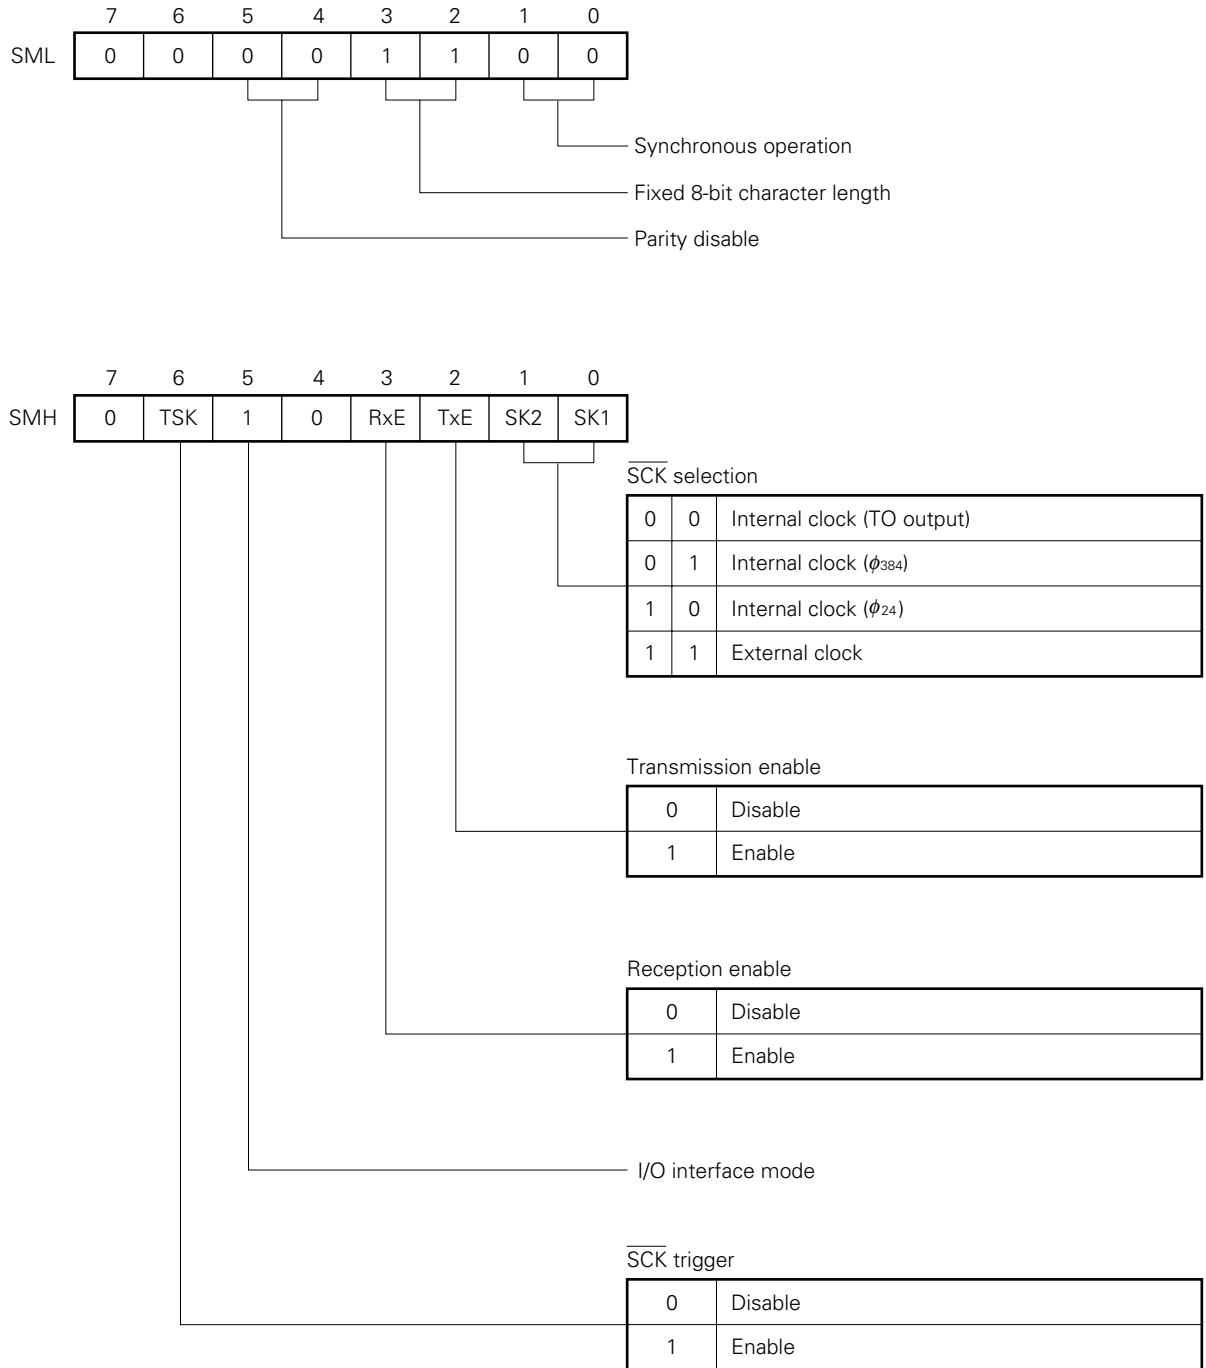 7 6 5 4 3 2 1 0
SML 0 0 0 0 1 1 0 0
Synchronous operation
Fixed 8-bit character length
Parity disable
7 6 5 4 3 2 1 0
SMH 0 TSK 1 0 RxE TxE SK2 SK1
S̅C̅K̅ selection
0 0 Internal clock (TO output)
0 1 Internal clock (ϕ384)
1 0 Internal clock (ϕ24)
1 1 External clock
Transmission enable
0 Disable
1 Enable
Reception enable
0 Disable
1 Enable
I/O interface mode
S̅C̅K̅ trigger
0 Disable
1 Enable